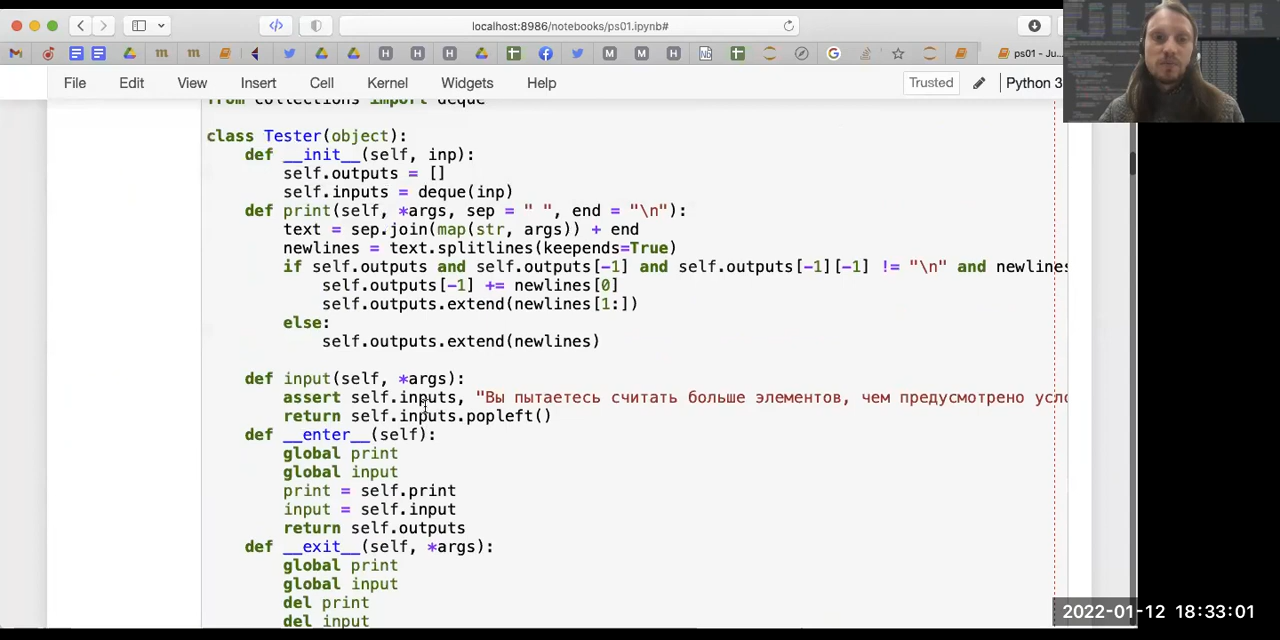 localhost:8986/notebooks/ps01.ipynb#
ps01 - Ju...
File Edit View Insert Cell Kernel Widgets Help
Trusted
Python 3
from collections import deque
class Tester(object):
def __init__(self, inp):
self.outputs = []
self.inputs = deque(inp)
def print(self, *args, sep = " ", end = "\n"):
text = sep.join(map(str, args)) + end
newlines = text.splitlines(keepends=True)
if self.outputs and self.outputs[-1] and self.outputs[-1][-1] != "\n" and newlines
self.outputs[-1] += newlines[0]
self.outputs.extend(newlines[1:])
else:
self.outputs.extend(newlines)
def input(self, *args):
assert self.inputs, "Вы пытаетесь считать больше элементов, чем предусмотрено усло
return self.inputs.popleft()
def __enter__(self):
global print
global input
print = self.print
input = self.input
return self.outputs
def __exit__(self, *args):
global print
global input
del print
del input
2022-01-12 18:33:01